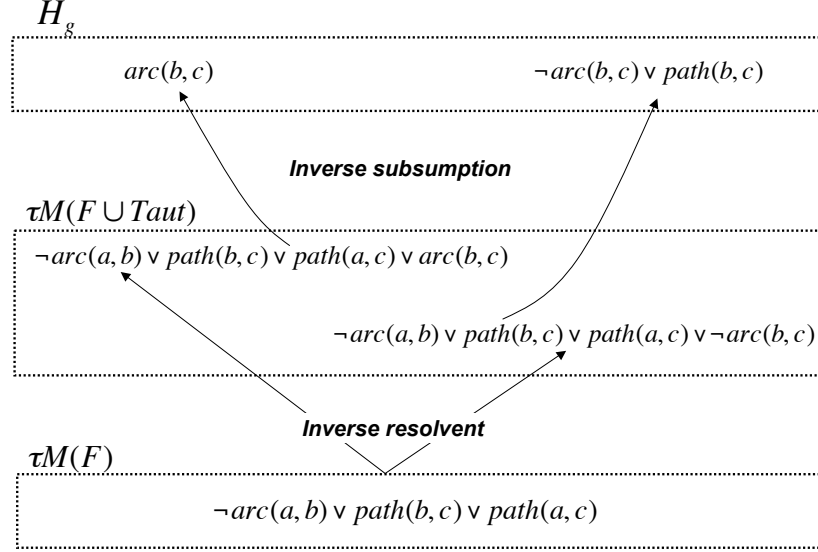 H_g
arc(b, c) ¬arc(b, c) ∨ path(b, c)
Inverse subsumption
τM(F ∪ Taut)
¬arc(a, b) ∨ path(b, c) ∨ path(a, c) ∨ arc(b, c)
¬arc(a, b) ∨ path(b, c) ∨ path(a, c) ∨ ¬arc(b, c)
Inverse resolvent
τM(F)
¬arc(a, b) ∨ path(b, c) ∨ path(a, c)